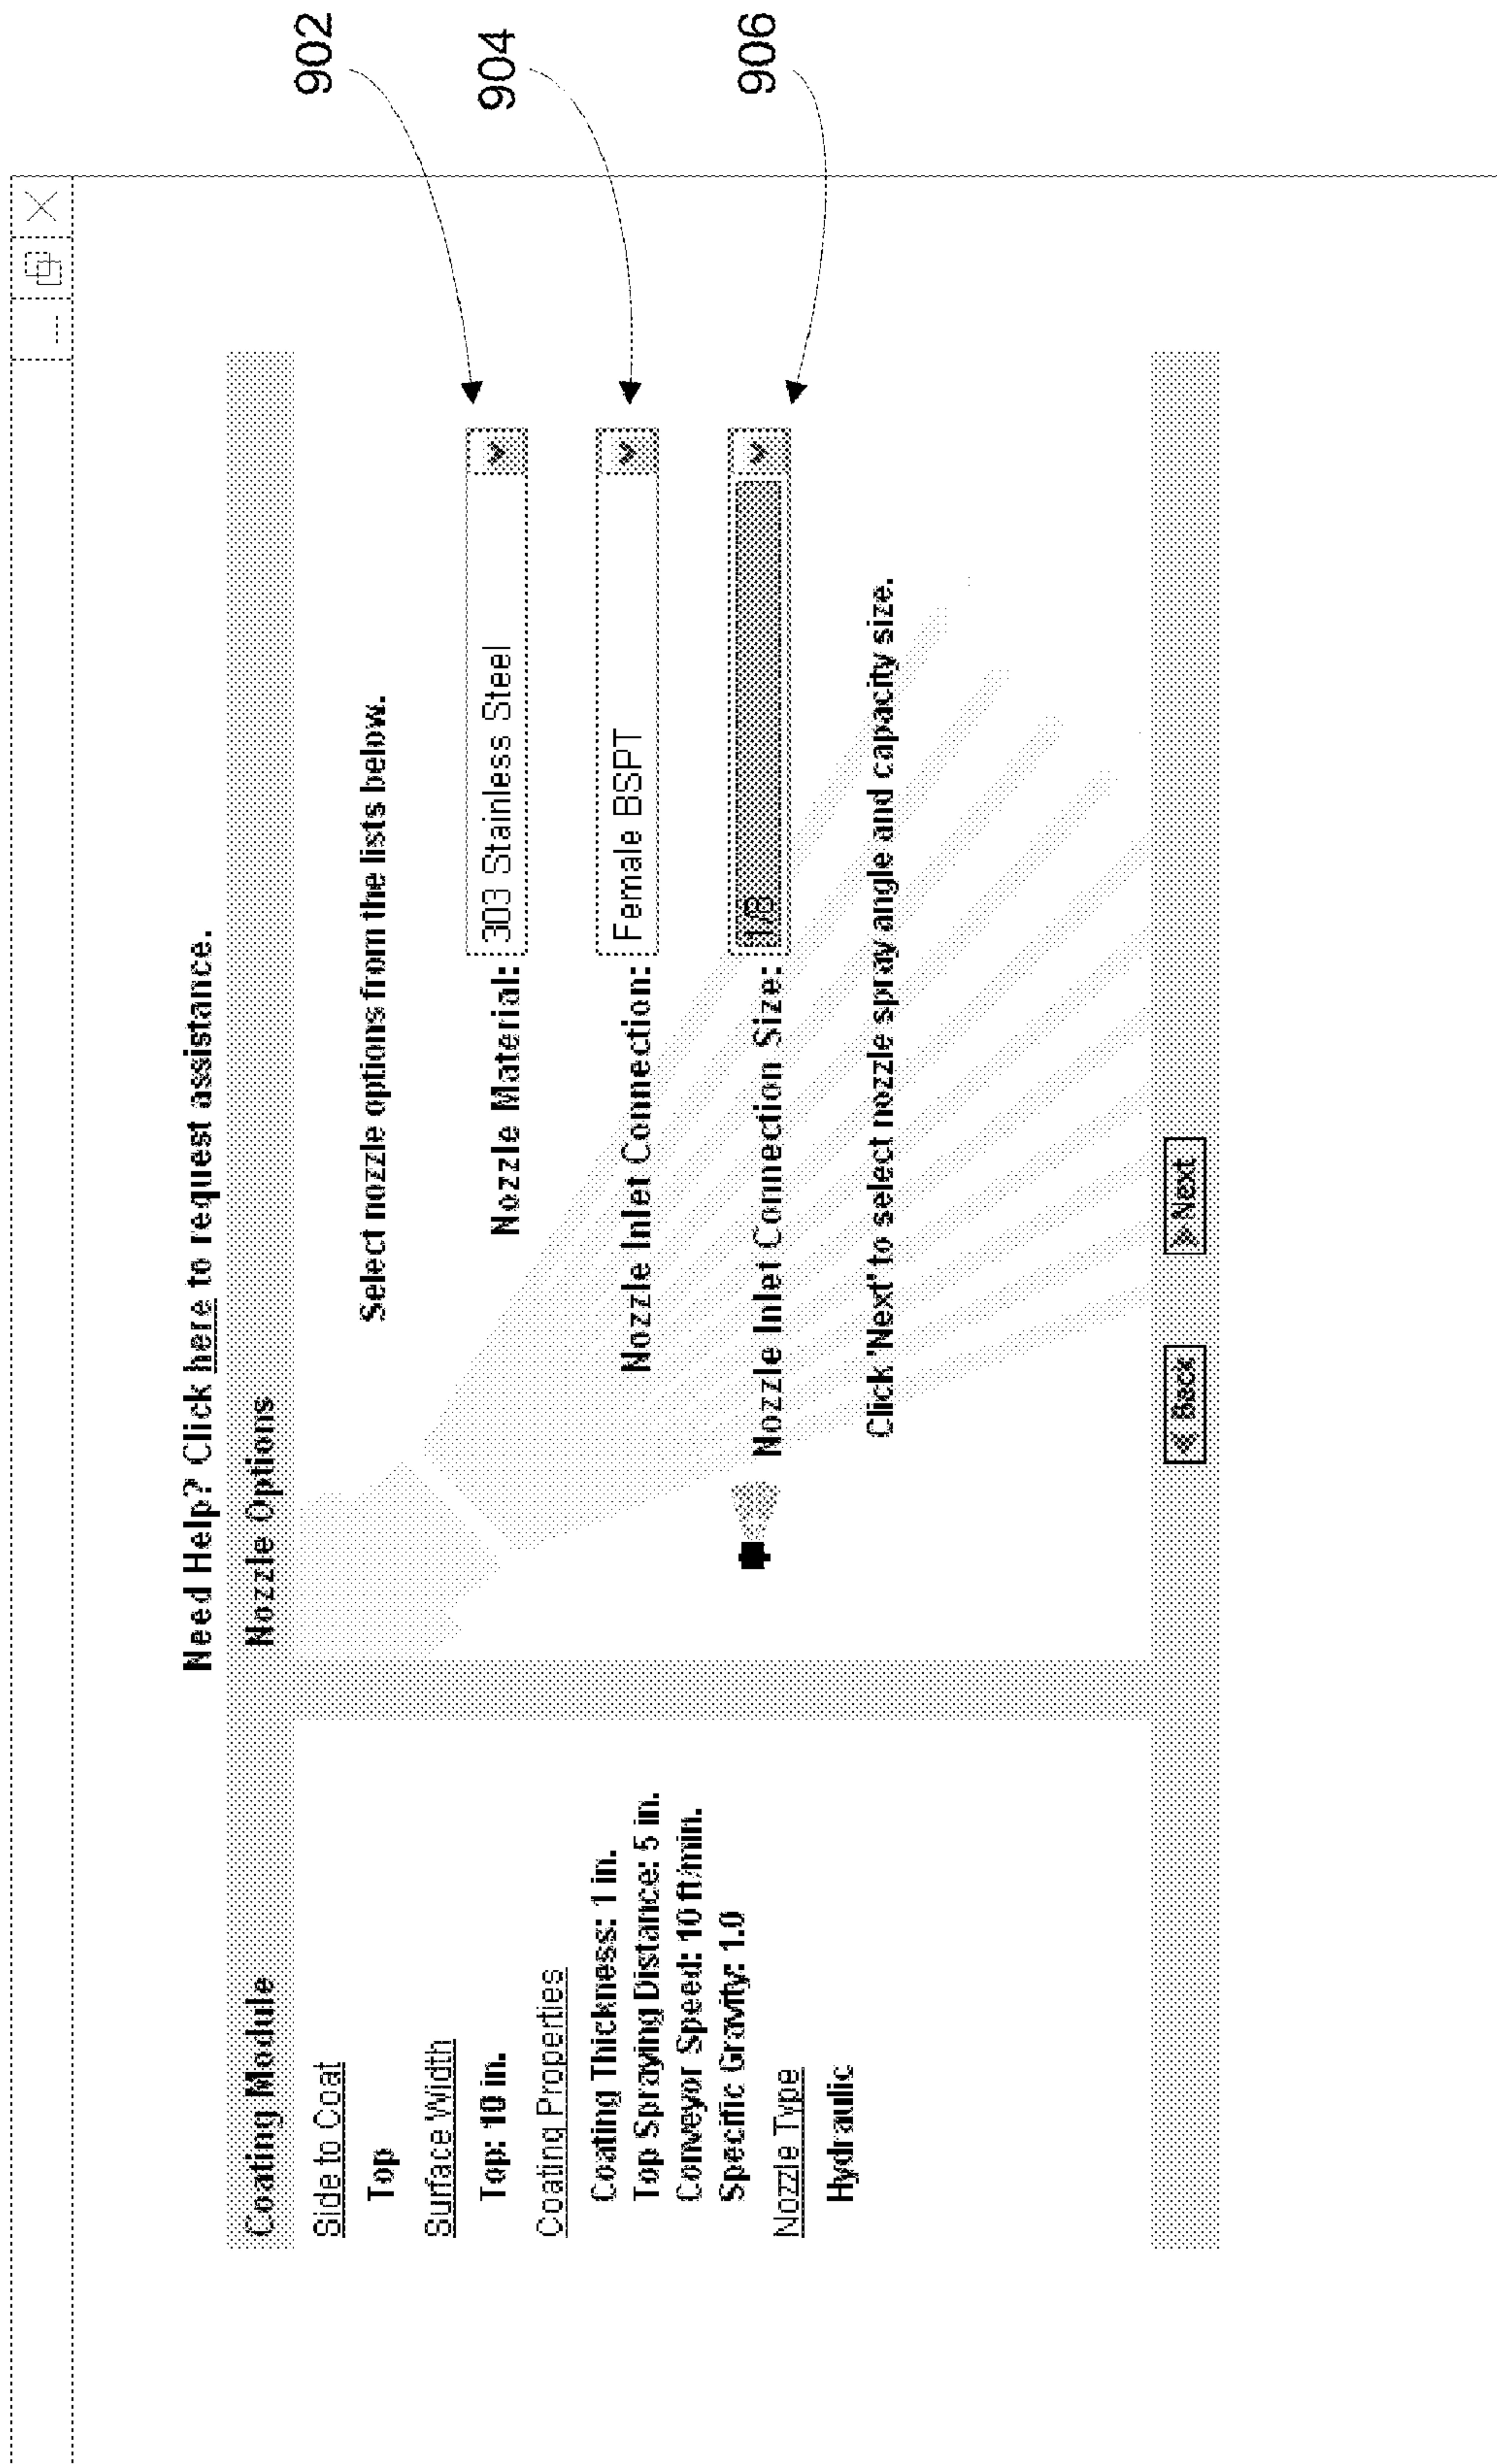 Need Help? Click here to request assistance.
Coating Module
Side to Coat
Top
Surface Width
Top: 10 in.
Coating Properties
Coating Thickness: 1 in.
Top Spraying Distance: 5 in.
Conveyor Speed: 10 ft/min.
Specific Gravity: 1.0
Nozzle Type
Hydraulic
Nozzle Options
Select nozzle options from the lists below.
Nozzle Material: 303 Stainless Steel
902
Nozzle Inlet Connection: Female BSPT
904
Nozzle Inlet Connection Size: 1/8
906
Click 'Next' to select nozzle spray angle and capacity size.
Back
Next